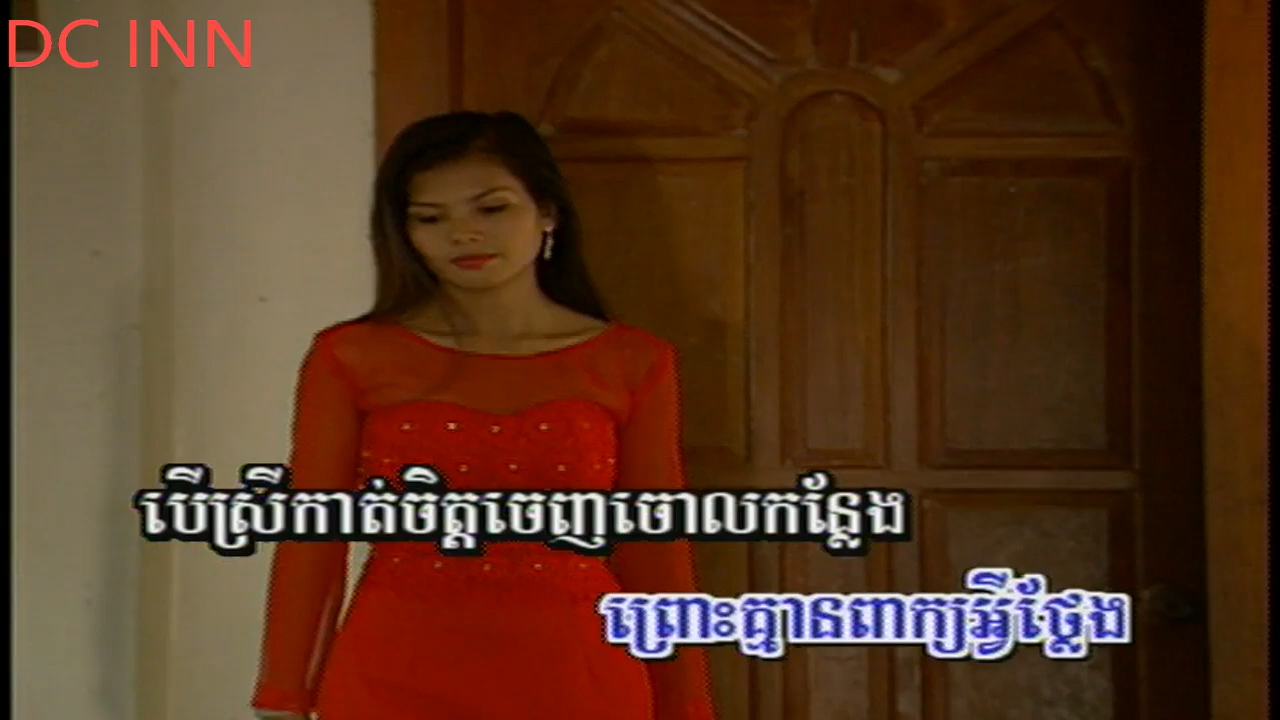 DC INN
បើស្រីកាត់ចិត្តចេញចោលកន្លែង
ព្រោះគ្មានពាក្យអ្វីថ្លែង